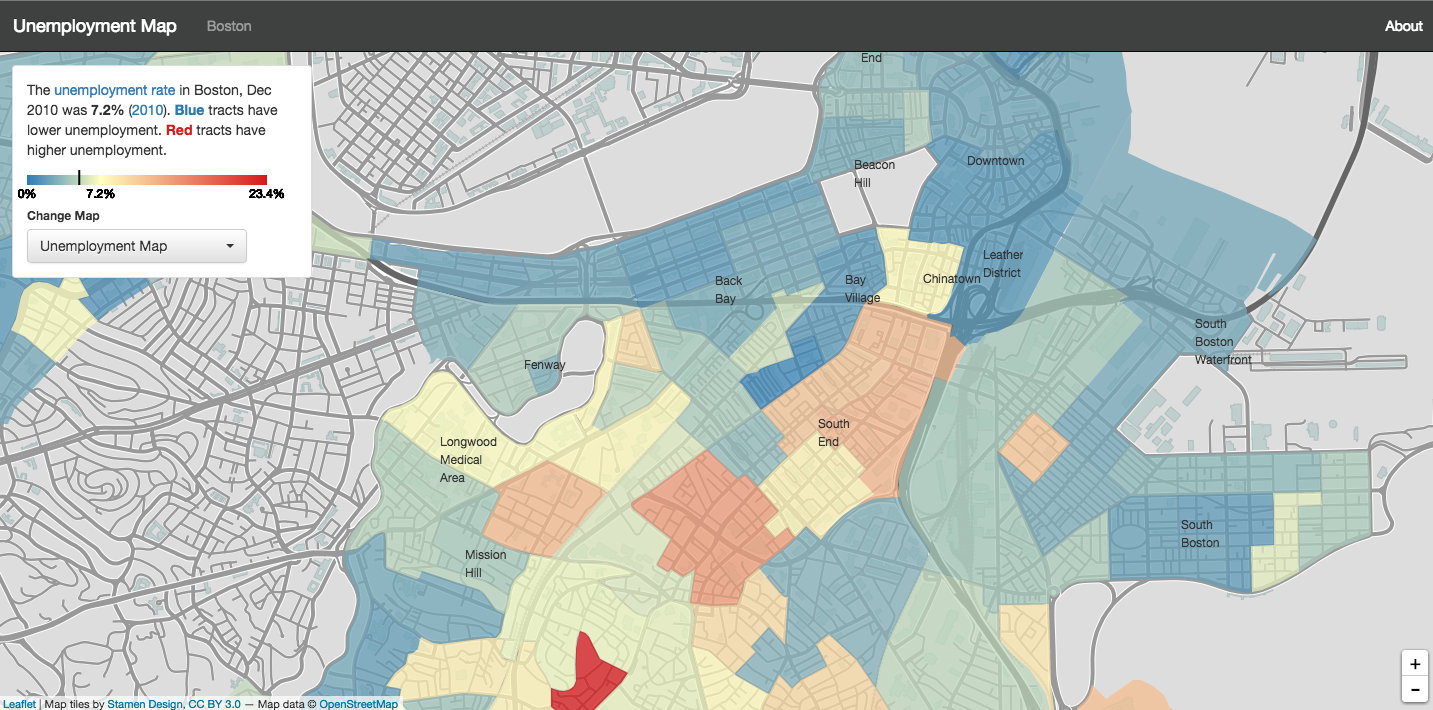 Unemployment Map Boston About
The unemployment rate in Boston, Dec
2010 was 7.2% (2010). Blue tracts have
lower unemployment. Red tracts have
higher unemployment.
0% 7.2% 23.4%
Change Map
Unemployment Map
End
Downtown
Beacon
Hill
Leather
District
Chinatown
Back
Bay
Bay
Village
South
Boston
Waterfront
Fenway
South
End
Longwood
Medical
Area
South
Boston
Mission
Hill
+
-
Leaflet | Map tiles by Stamen Design, CC BY 3.0 — Map data © OpenStreetMap